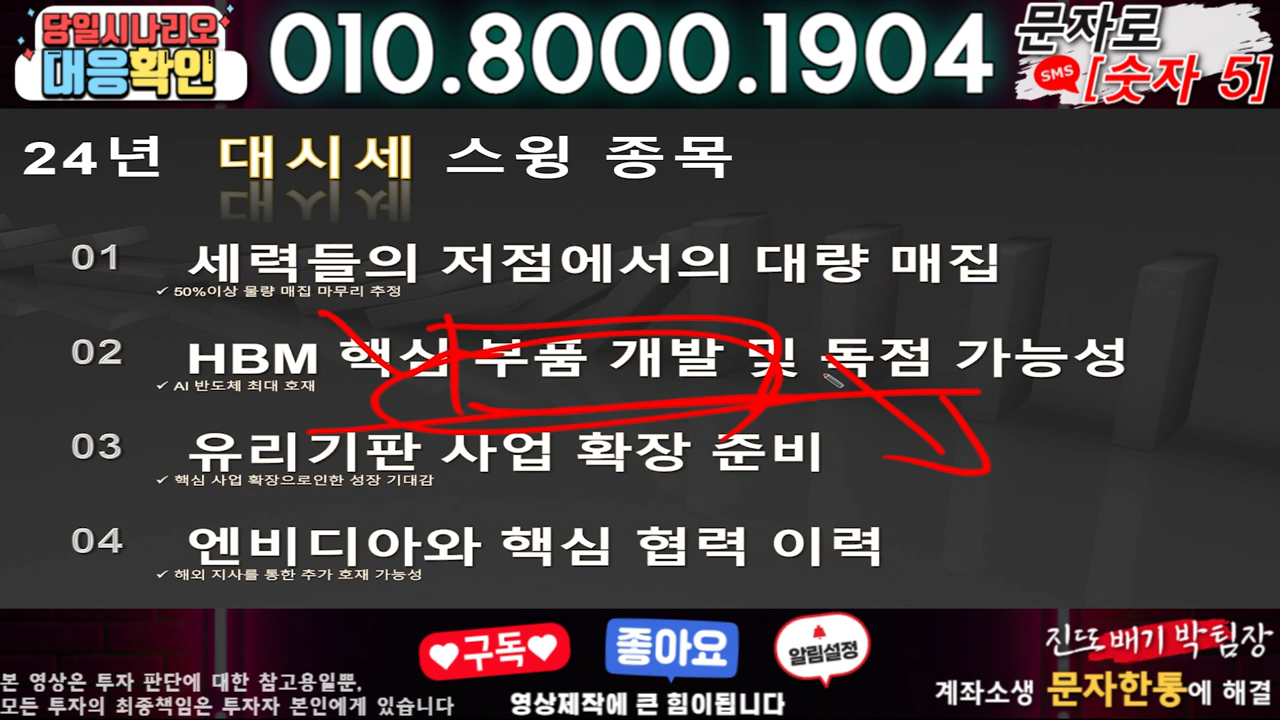 당일시나리오
대응확인
010.8000.1904
문자로
SMS [숫자 5]
24년 대시세 스윙 종목
01 세력들의 저점에서의 대량 매집
✓ 50%이상 물량 매집 마무리 추정
02 HBM 핵심 부품 개발 및 독점 가능성
✓ AI 반도체 최대 호재
03 유리기판 사업 확장 준비
✓ 핵심 사업 확장으로인한 성장 기대감
04 엔비디아와 핵심 협력 이력
✓ 해외 지사를 통한 추가 호재 가능성
구독
좋아요
알림설정
영상제작에 큰 힘이됩니다
본 영상은 투자 판단에 대한 참고용일뿐,
모든 투자의 최종책임은 투자자 본인에게 있습니다
진또배기 박팀장
계좌소생 문자한통에 해결